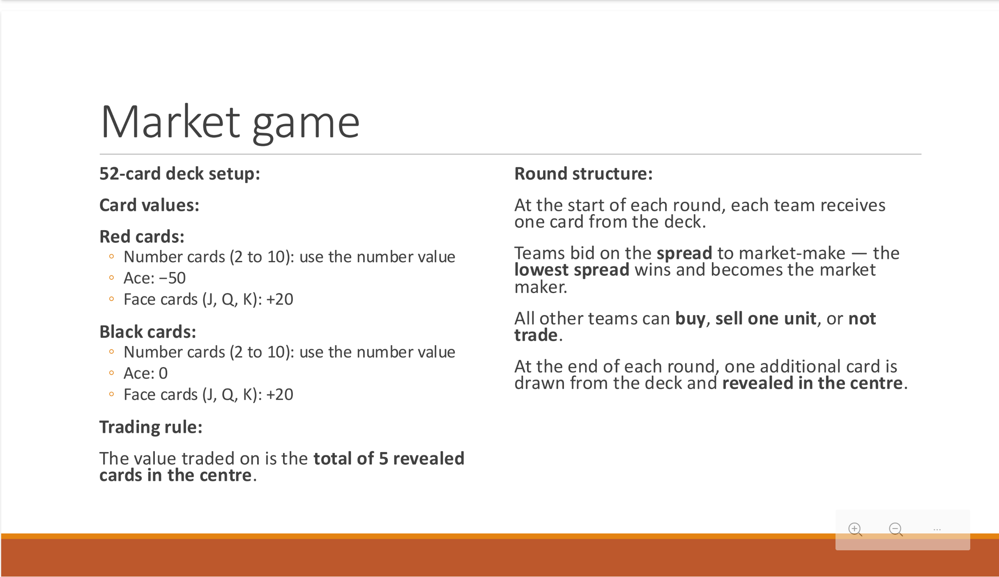 Market game
52-card deck setup:
Card values:
Red cards:
◦ Number cards (2 to 10): use the number value
◦ Ace: −50
◦ Face cards (J, Q, K): +20
Black cards:
◦ Number cards (2 to 10): use the number value
◦ Ace: 0
◦ Face cards (J, Q, K): +20
Trading rule:
The value traded on is the total of 5 revealed
cards in the centre.
Round structure:
At the start of each round, each team receives
one card from the deck.
Teams bid on the spread to market-make — the
lowest spread wins and becomes the market
maker.
All other teams can buy, sell one unit, or not
trade.
At the end of each round, one additional card is
drawn from the deck and revealed in the centre.